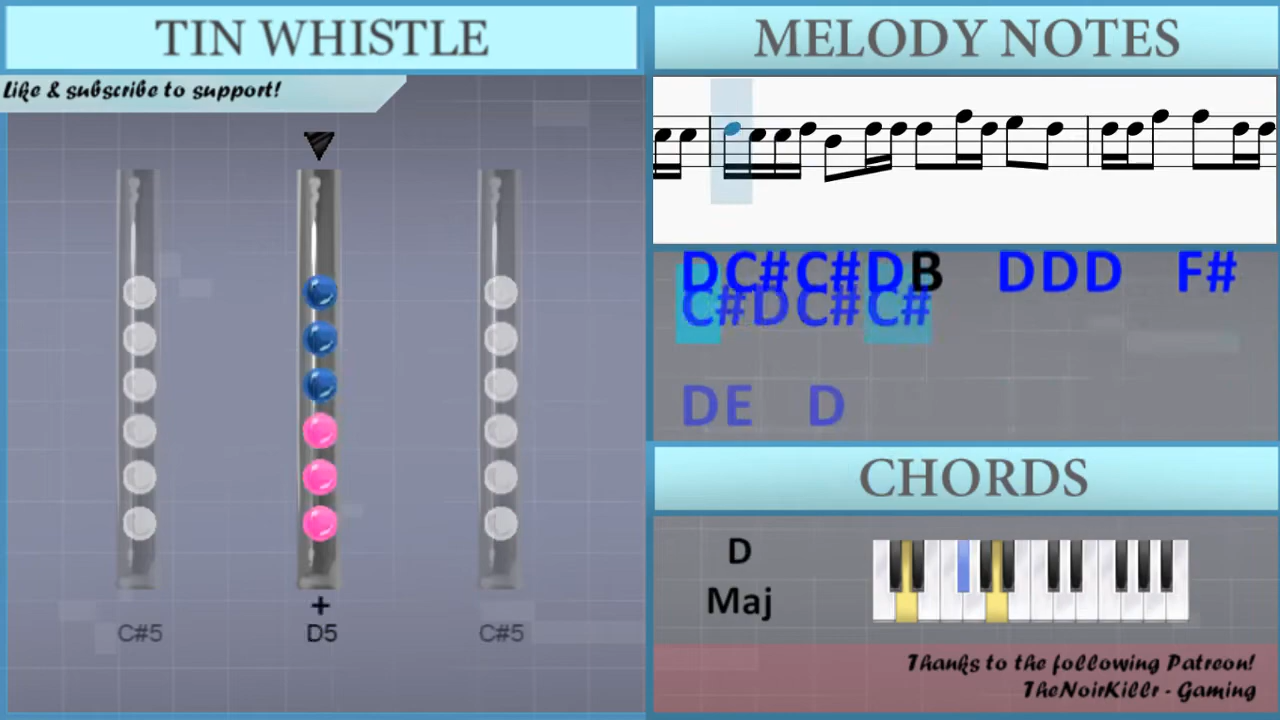 TIN WHISTLE
Like & subscribe to support!
C#5
+
D5
C#5
MELODY NOTES
DC#C#DB DDD F#
C#DC#C#
DE D
CHORDS
D
Maj
Thanks to the following Patreon!
TheNoirKillr - Gaming